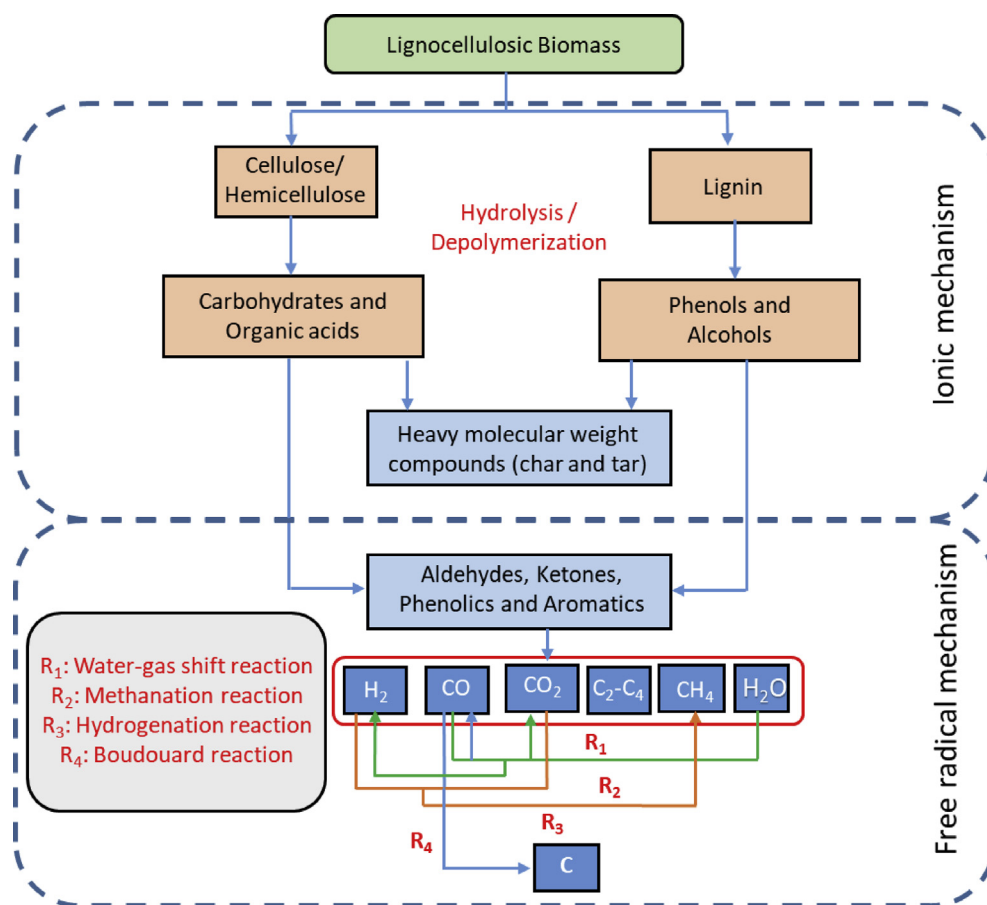 Lignocellulosic Biomass
Cellulose/
Hemicellulose
Lignin
Hydrolysis /
Depolymerization
Carbohydrates and
Organic acids
Phenols and
Alcohols
Heavy molecular weight
compounds (char and tar)
Ionic mechanism
Aldehydes, Ketones,
Phenolics and Aromatics
R₁: Water-gas shift reaction
R₂: Methanation reaction
R₃: Hydrogenation reaction
R₄: Boudouard reaction
H₂ CO CO₂ C₂-C₄ CH₄ H₂O
R₁
R₂
R₃
R₄
C
Free radical mechanism